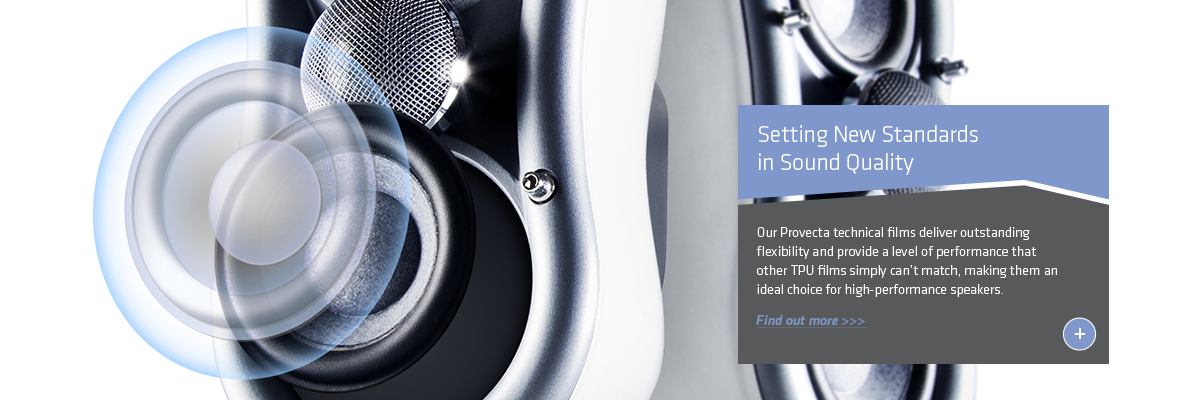 Setting New Standards
in Sound Quality
Our Provecta technical films deliver outstanding
flexibility and provide a level of performance that
other TPU films simply can't match, making them an
ideal choice for high-performance speakers.
Find out more >>>
+